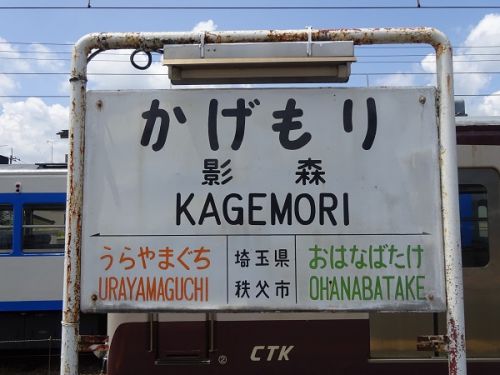 かげもり
影森
KAGEMORI
うらやまぐち
URAYAMAGUCHI
埼玉県
秩父市
おはなばたけ
OHANABATAKE
②
CTK